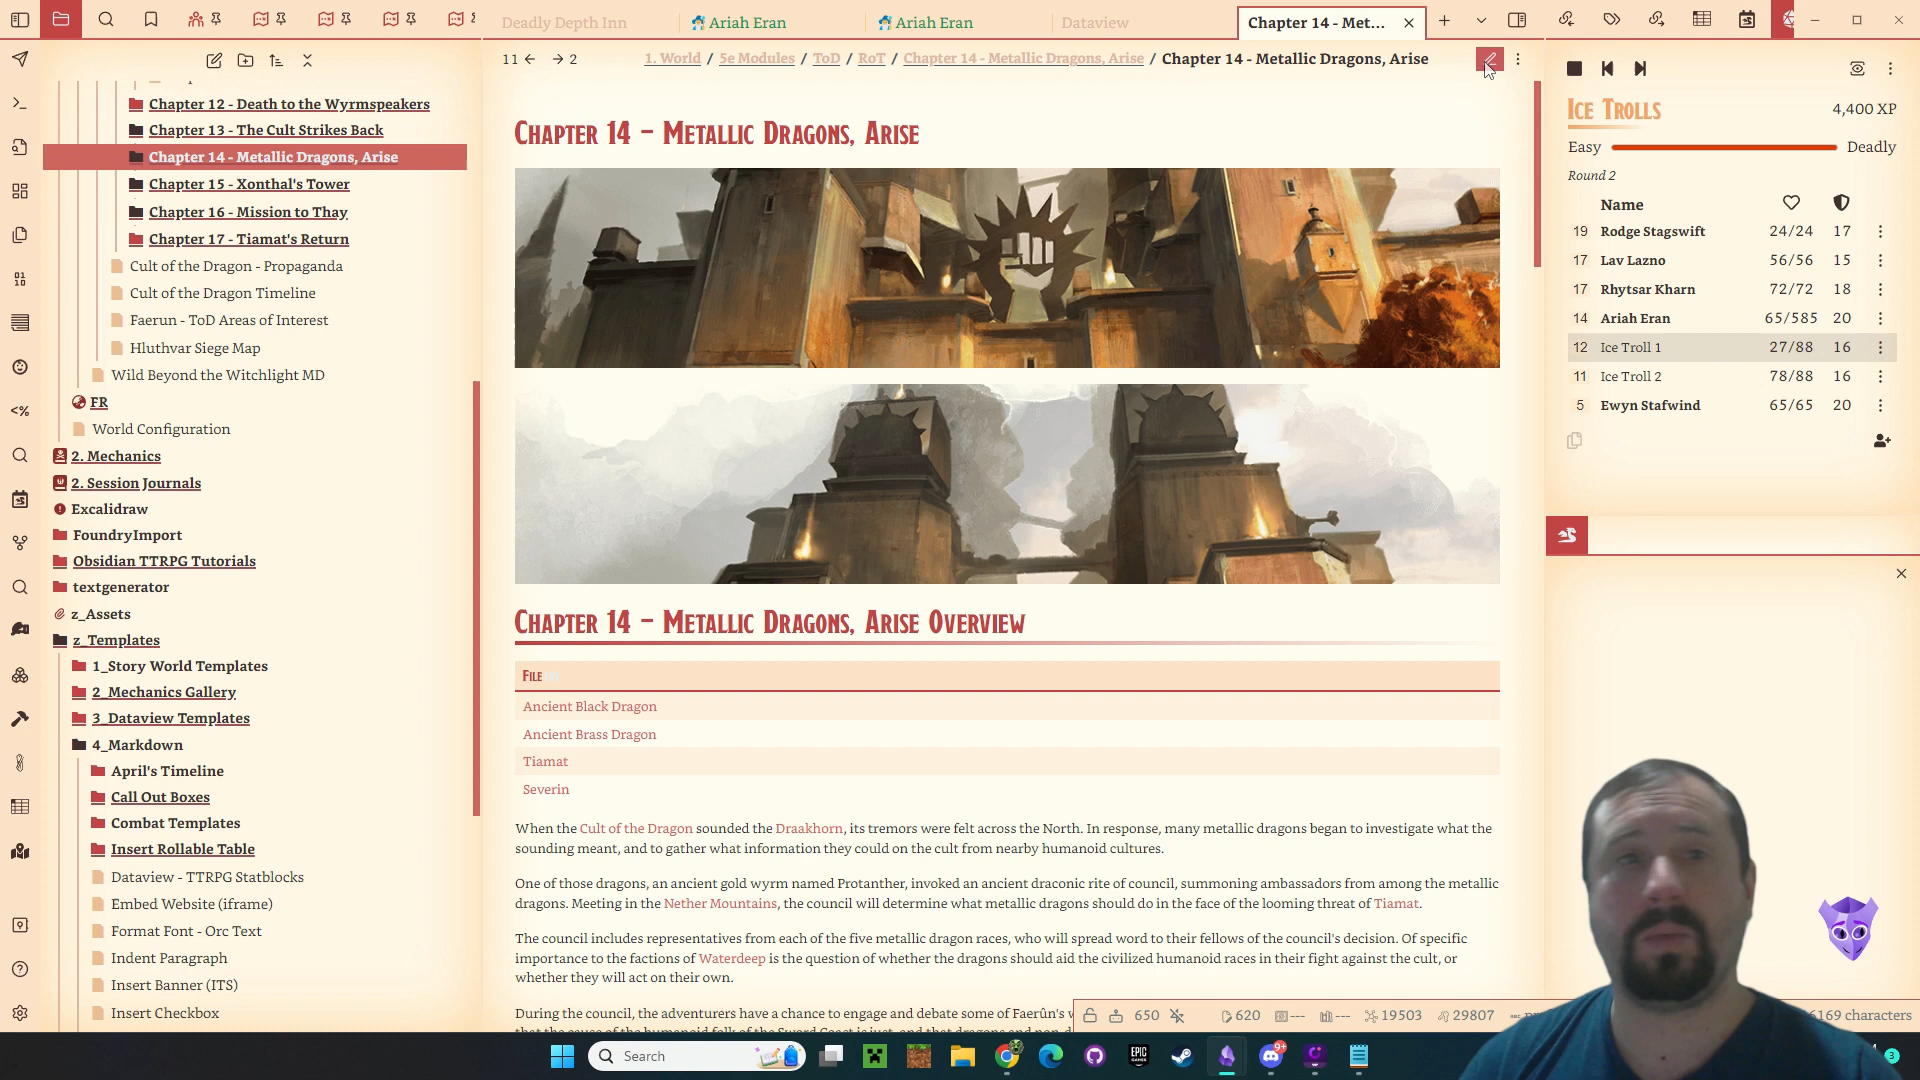 Deadly Depth Inn
Ariah Eran
Ariah Eran
Dataview
Chapter 14 - Met...
11
2
1. World / 5e Modules / ToD / RoT / Chapter 14 - Metallic Dragons, Arise / Chapter 14 - Metallic Dragons, Arise
Chapter 12 - Death to the Wyrmspeakers
Chapter 13 - The Cult Strikes Back
Chapter 14 - Metallic Dragons, Arise
Chapter 15 - Xonthal's Tower
Chapter 16 - Mission to Thay
Chapter 17 - Tiamat's Return
Cult of the Dragon - Propaganda
Cult of the Dragon Timeline
Faerun - ToD Areas of Interest
Hluthvar Siege Map
Wild Beyond the Witchlight MD
FR
World Configuration
2. Mechanics
2. Session Journals
Excalidraw
FoundryImport
Obsidian TTRPG Tutorials
textgenerator
z_Assets
z_Templates
1_Story World Templates
2_Mechanics Gallery
3_Dataview Templates
4_Markdown
April's Timeline
Call Out Boxes
Combat Templates
Insert Rollable Table
Dataview - TTRPG Statblocks
Embed Website (iframe)
Format Font - Orc Text
Indent Paragraph
Insert Banner (ITS)
Insert Checkbox
Chapter 14 - Metallic Dragons, Arise
Chapter 14 - Metallic Dragons, Arise Overview
File
Ancient Black Dragon
Ancient Brass Dragon
Tiamat
Severin
When the Cult of the Dragon sounded the Draakhorn, its tremors were felt across the North. In response, many metallic dragons began to investigate what the
sounding meant, and to gather what information they could on the cult from nearby humanoid cultures.
One of those dragons, an ancient gold wyrm named Protanther, invoked an ancient draconic rite of council, summoning ambassadors from among the metallic
dragons. Meeting in the Nether Mountains, the council will determine what metallic dragons should do in the face of the looming threat of Tiamat.
The council includes representatives from each of the five metallic dragon races, who will spread word to their fellows of the council's decision. Of specific
importance to the factions of Waterdeep is the question of whether the dragons should aid the civilized humanoid races in their fight against the cult, or
whether they will act on their own.
During the council, the adventurers have a chance to engage and debate some of Faerûn's
Ice Trolls
4,400 XP
Easy
Deadly
Round 2
Name
19 Rodge Stagswift 24/24 17
17 Lav Lazno 56/56 15
17 Rhytsar Kharn 72/72 18
14 Ariah Eran 65/585 20
12 Ice Troll 1 27/88 16
11 Ice Troll 2 78/88 16
5 Ewyn Stafwind 65/65 20
650
620
---
---
19503
29807
6169 characters
Search
EPIC GAMES
9+
3